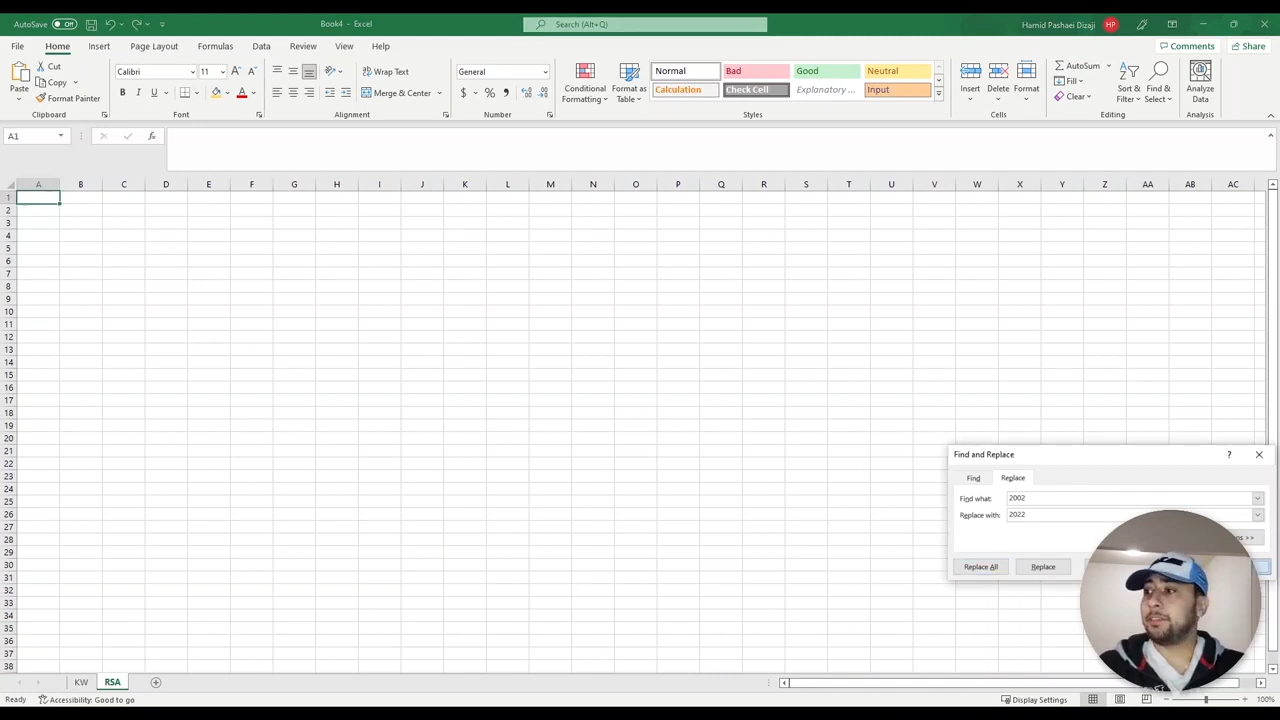 AutoSave Off Book4 - Excel Search (Alt+Q) Hamid Pashaei Dizaji HP
File Home Insert Page Layout Formulas Data Review View Help Comments Share
Paste Cut Copy Format Painter
Calibri 11 A A
B I U A
Wrap Text
Merge & Center
General
$ % ,
Conditional Formatting Format as Table
Normal Bad Good Neutral
Calculation Check Cell Explanatory ... Input
Insert Delete Format
AutoSum Fill Clear
Sort & Filter Find & Select Analyze Data
Clipboard Font Alignment Number Styles Cells Editing Analysis
A1 fx
A B C D E F G H I J K L M N O P Q R S T U V W X Y Z AA AB AC
1
2
3
4
5
6
7
8
9
10
11
12
13
14
15
16
17
18
19
20
21
22
23
24
25
26
27
28
29
30
31
32
33
34
35
36
37
38
Find and Replace ?
Find Replace
Find what: 2002
Replace with: 2022
>>
Replace All Replace
KW RSA
Ready Accessibility: Good to go Display Settings 100%